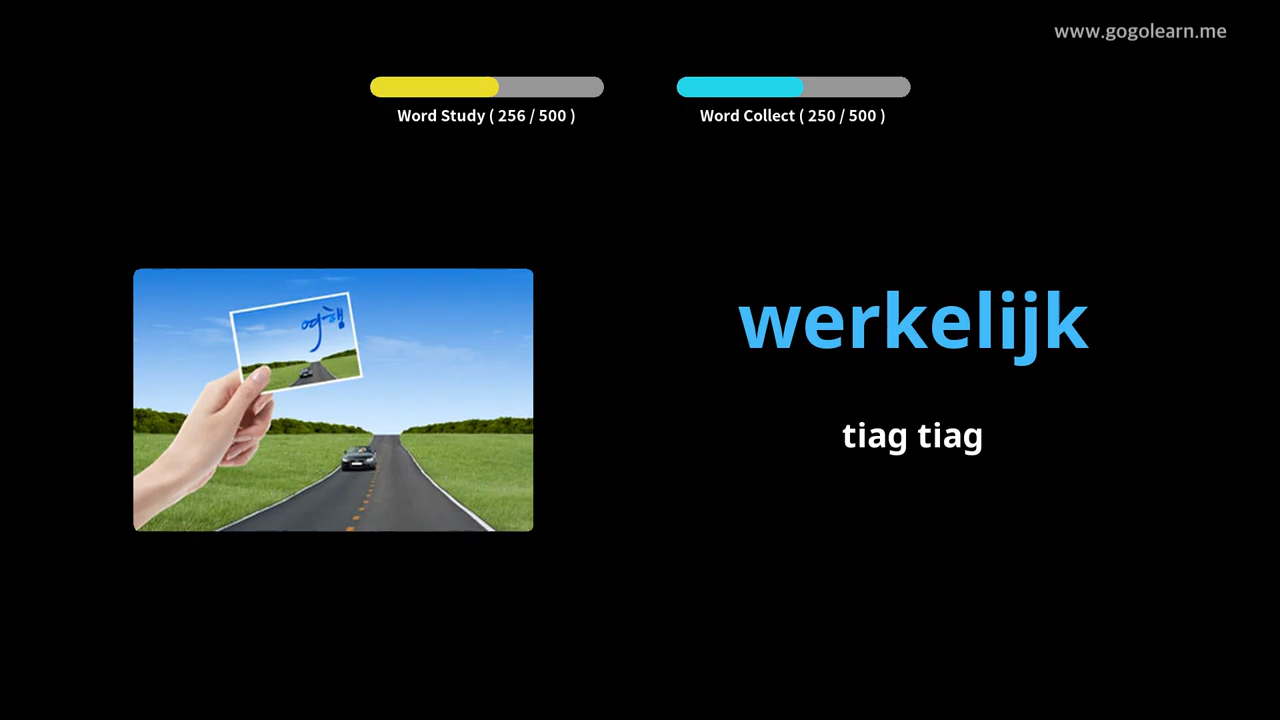 www.gogolearn.me
Word Study ( 256 / 500 )
Word Collect ( 250 / 500 )
여행
werkelijk
tiag tiag